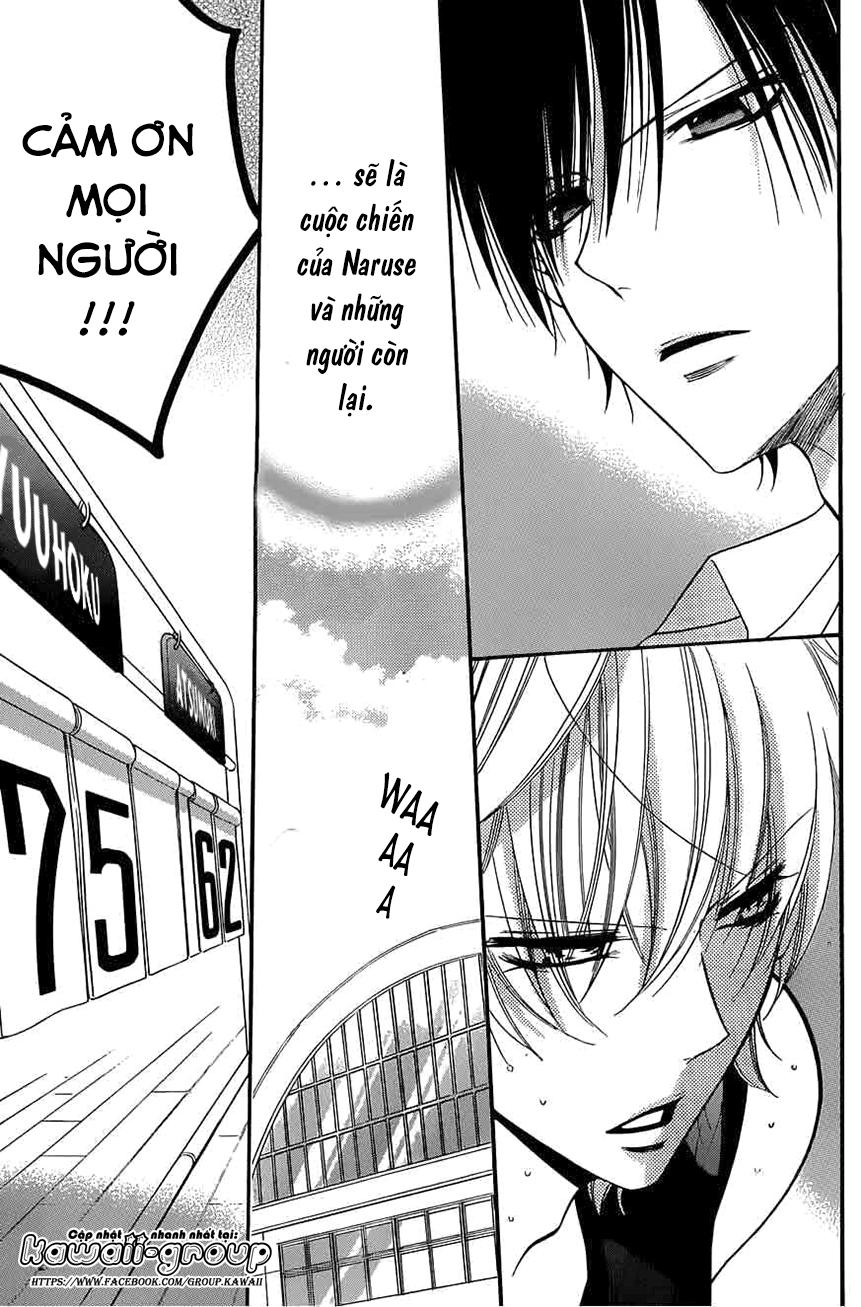 ... sẽ là
cuộc chiến
của Naruse
và những
người còn
lại.
WAA
AA
A
CẢM ƠN
MỌI
NGƯỜI
!!!
YUUHOKU
75
62
Cập nhật nhanh nhất tại:
kawaii-group
HTTPS://WWW.FACEBOOK.COM/GROUP.KAWAII